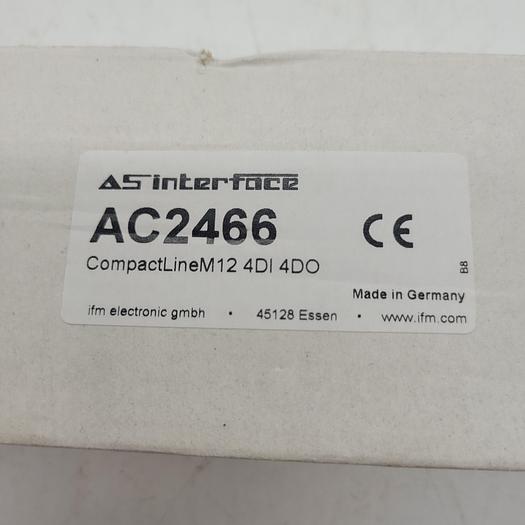 AS interface
AC2466
CE
CompactLineM12 4DI 4DO
B8
Made in Germany
ifm electronic gmbh • 45128 Essen • www.ifm.com